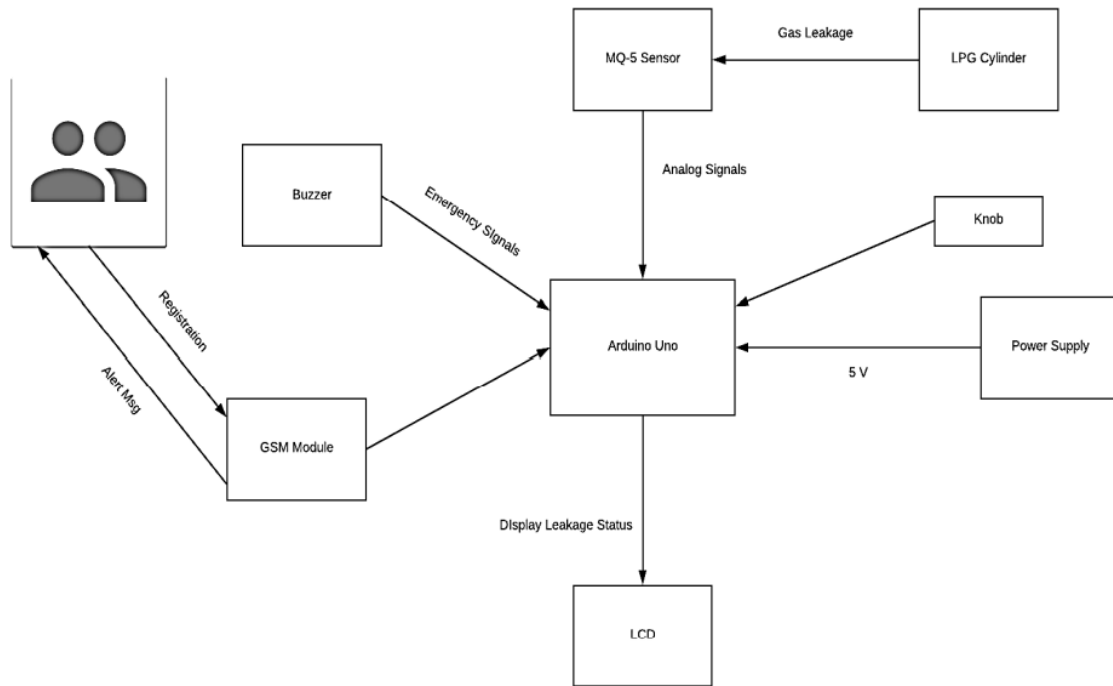 Gas Leakage
MQ-5 Sensor
LPG Cylinder
Analog Signals
Buzzer
Emergency SIgnals
Knob
Registration
Arduino Uno
Power Supply
5 V
Alert Msg
GSM Module
DIsplay Leakage Status
LCD